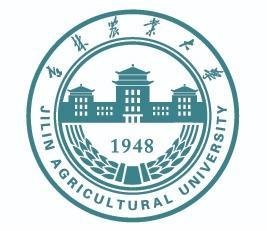 吉林农业大学
1948
JILIN AGRICULTURAL UNIVERSITY